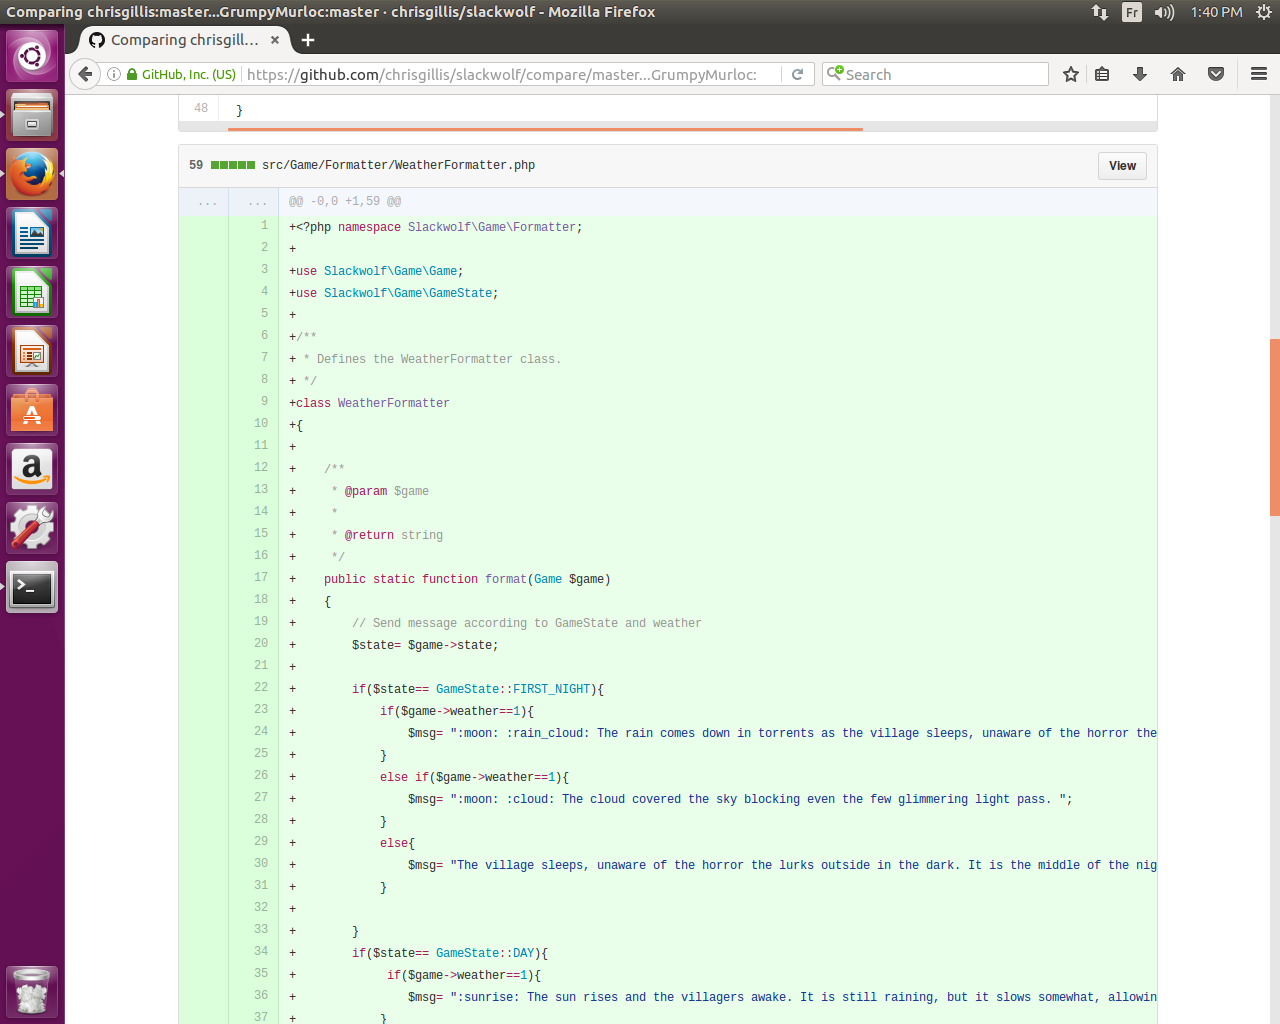 Comparing chrisgillis:master...GrumpyMurloc:master · chrisgillis/slackwolf - Mozilla Firefox
Fr
1:40 PM
Comparing chrisgill...
GitHub, Inc. (US)
https://github.com/chrisgillis/slackwolf/compare/master...GrumpyMurloc:
Search
48 }
59 src/Game/Formatter/WeatherFormatter.php
View
... ... @@ -0,0 +1,59 @@
1 +<?php namespace Slackwolf\Game\Formatter;
2 +
3 +use Slackwolf\Game\Game;
4 +use Slackwolf\Game\GameState;
5 +
6 +/**
7 + * Defines the WeatherFormatter class.
8 + */
9 +class WeatherFormatter
10 +{
11 +
12 +    /**
13 +     * @param $game
14 +     *
15 +     * @return string
16 +     */
17 +    public static function format(Game $game)
18 +    {
19 +        // Send message according to GameState and weather
20 +        $state= $game->state;
21 +
22 +        if($state== GameState::FIRST_NIGHT){
23 +            if($game->weather==1){
24 +                $msg= ":moon: :rain_cloud: The rain comes down in torrents as the village sleeps, unaware of the horror the
25 +            }
26 +            else if($game->weather==1){
27 +                $msg= ":moon: :cloud: The cloud covered the sky blocking even the few glimmering light pass. ";
28 +            }
29 +            else{
30 +                $msg= "The village sleeps, unaware of the horror the lurks outside in the dark. It is the middle of the nig
31 +            }
32 +
33 +        }
34 +        if($state== GameState::DAY){
35 +             if($game->weather==1){
36 +                $msg= ":sunrise: The sun rises and the villagers awake. It is still raining, but it slows somewhat, allowin
37 +            }